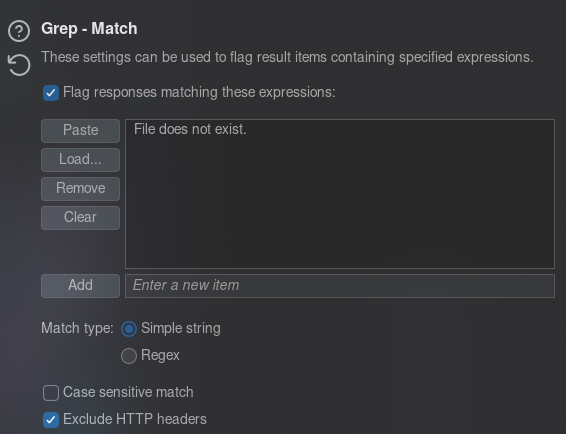 Grep - Match
These settings can be used to flag result items containing specified expressions.
Flag responses matching these expressions:
Paste
File does not exist.
Load...
Remove
Clear
Add
Enter a new item
Match type:
Simple string
Regex
Case sensitive match
Exclude HTTP headers